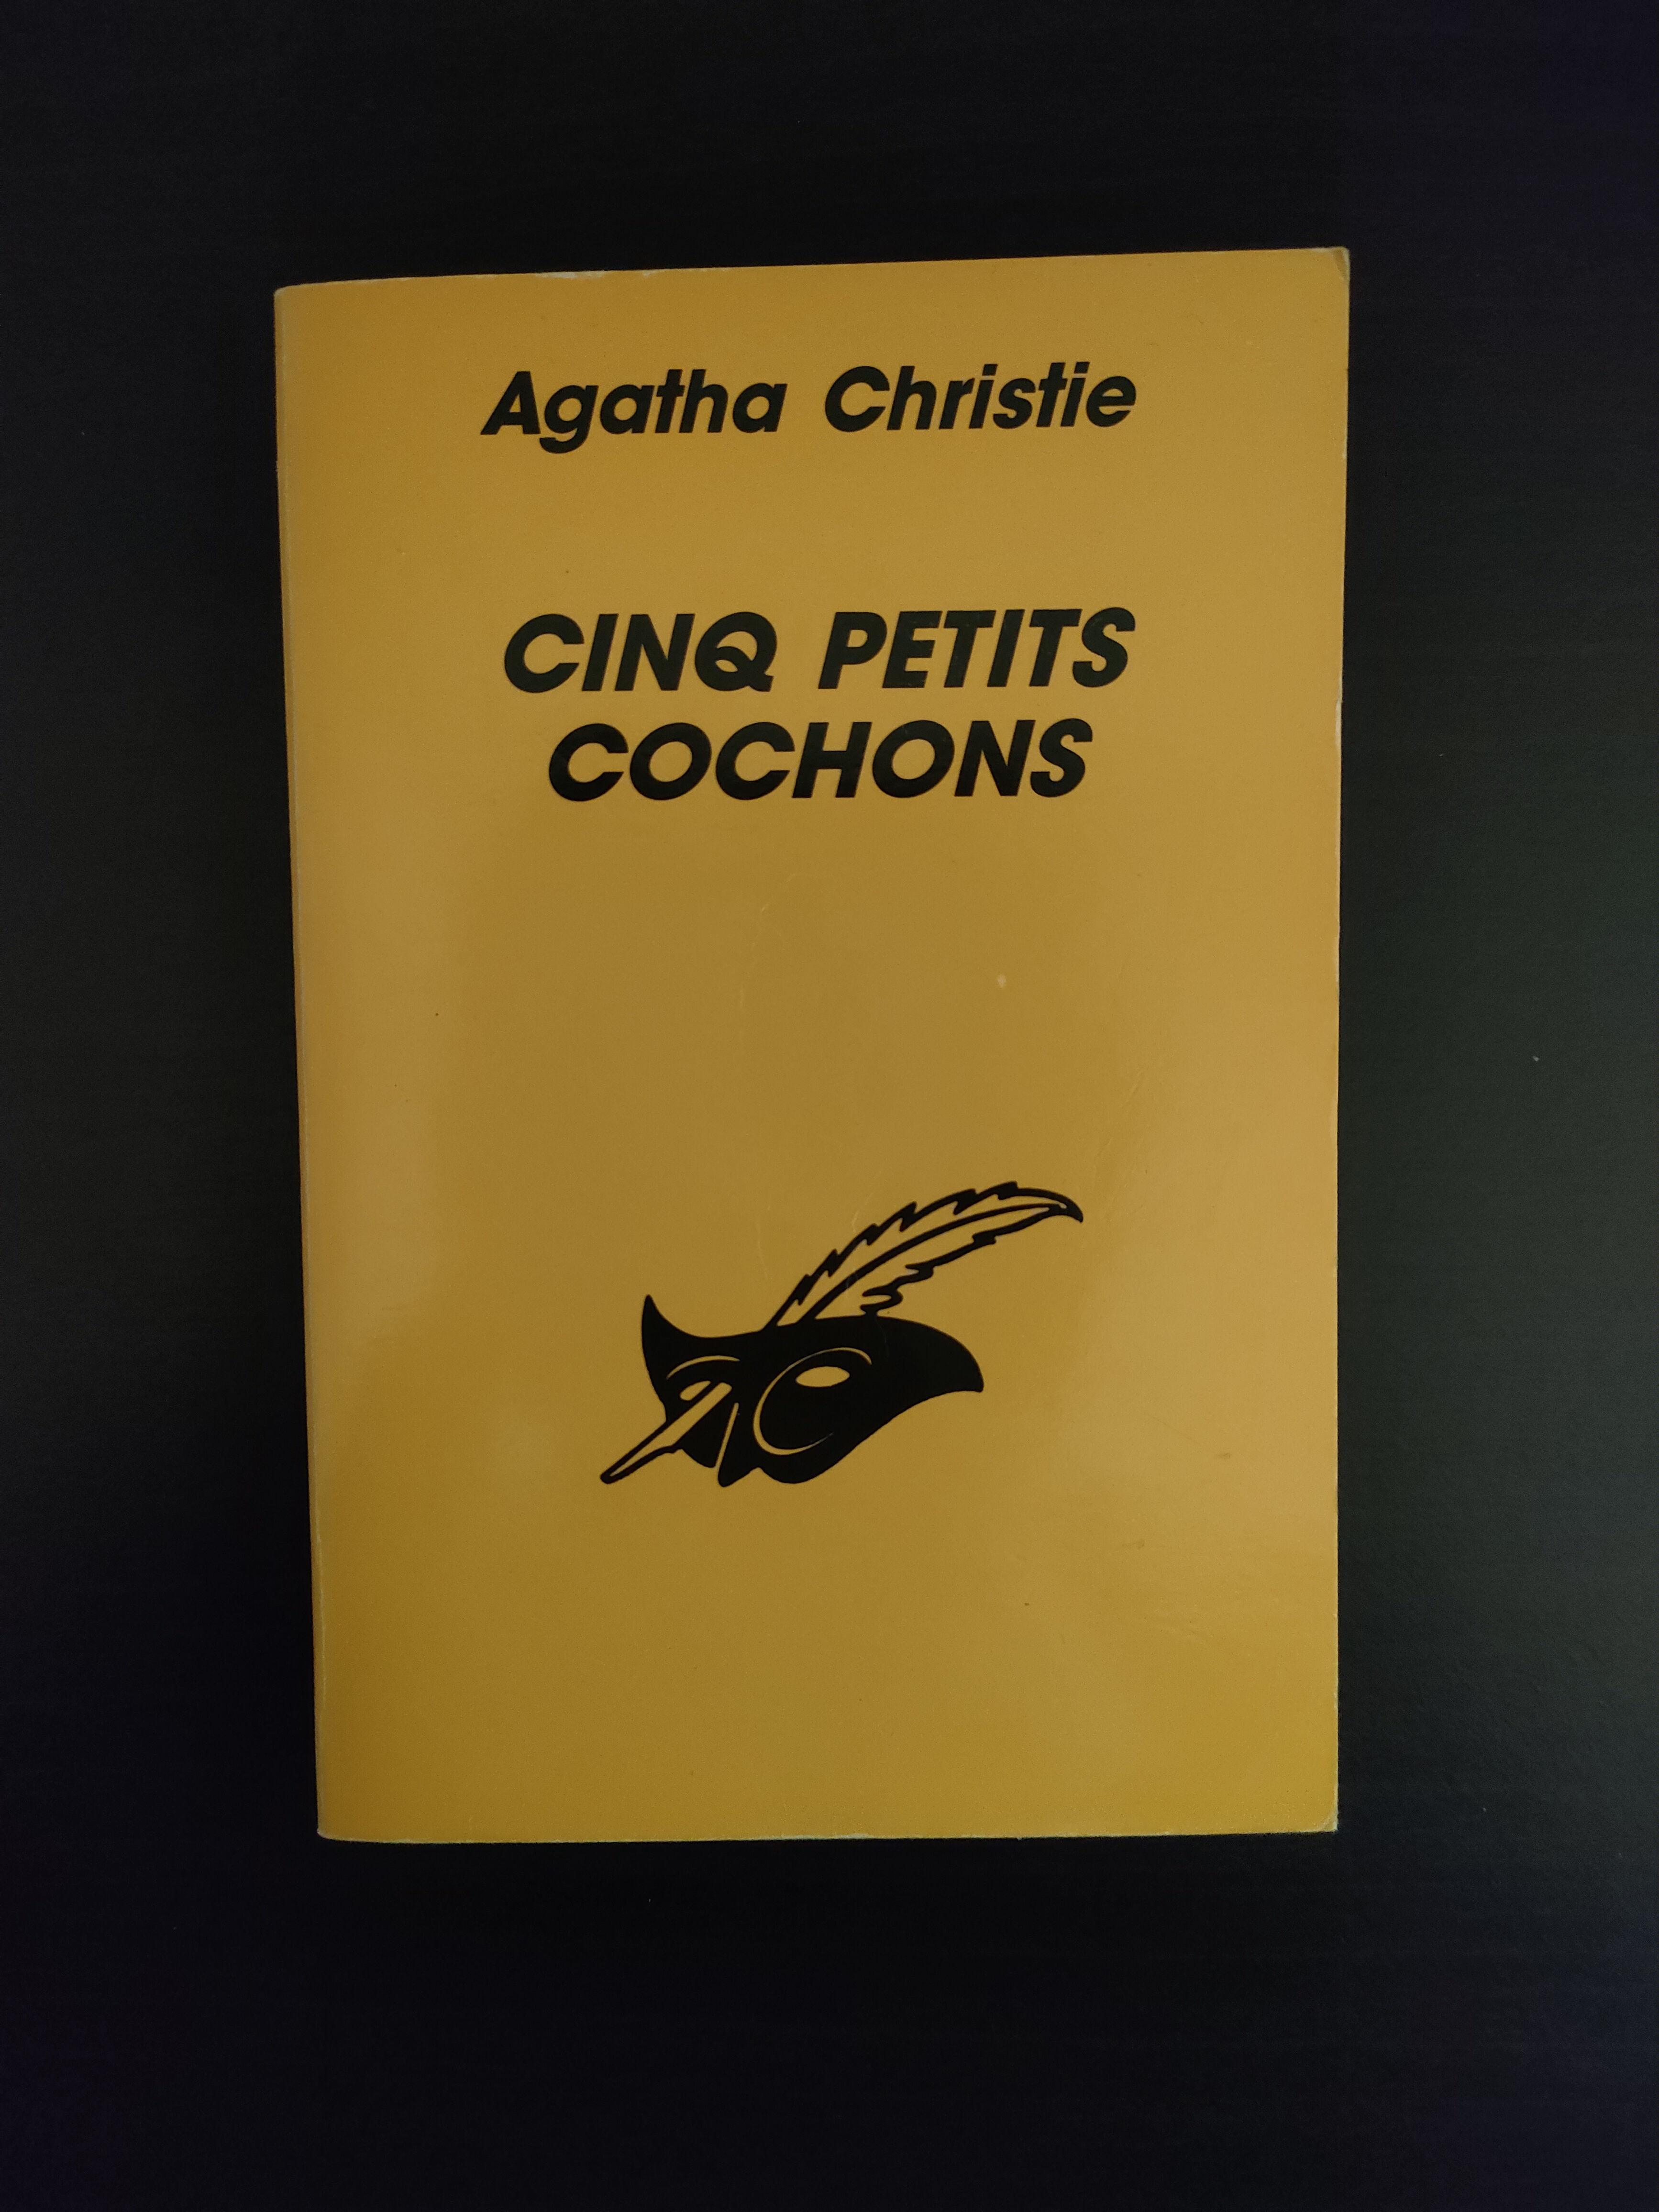 Agatha Christie
CINQ PETITS
COCHONS